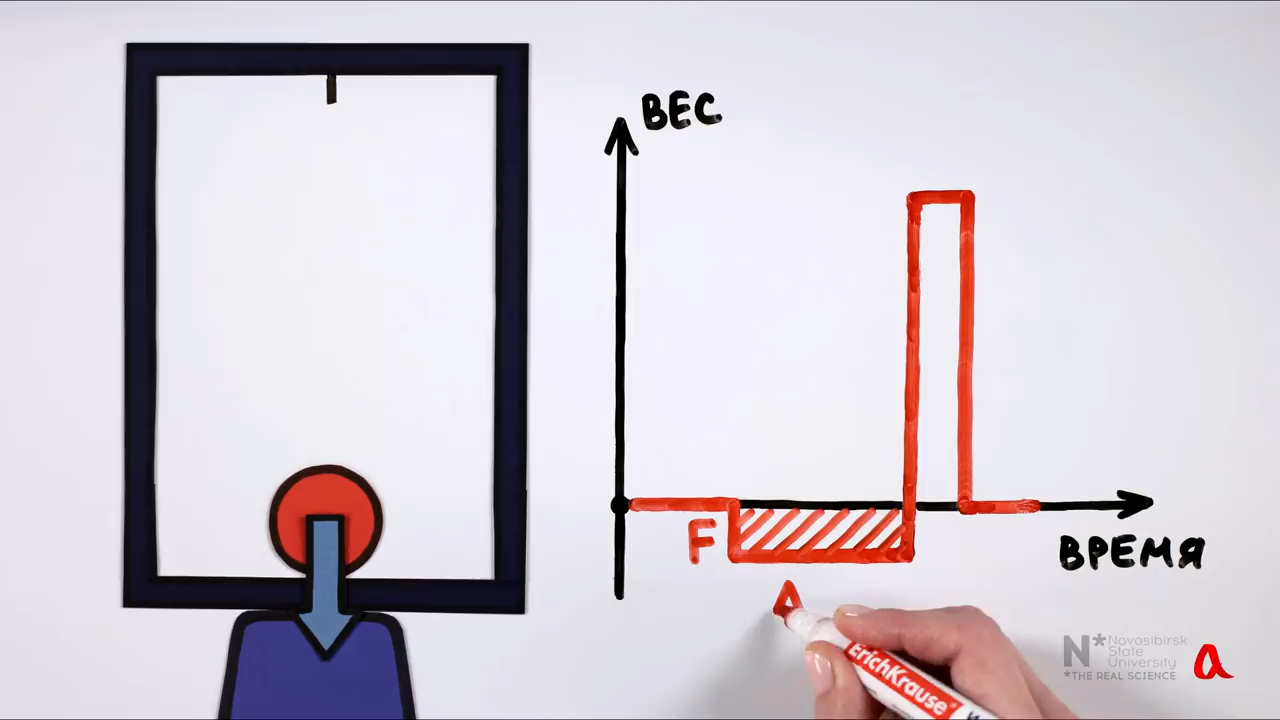 ВЕС
F
Δ
ВРЕМЯ
ErichKrause
N*
Novosibirsk
State
University
*THE REAL SCIENCE
a